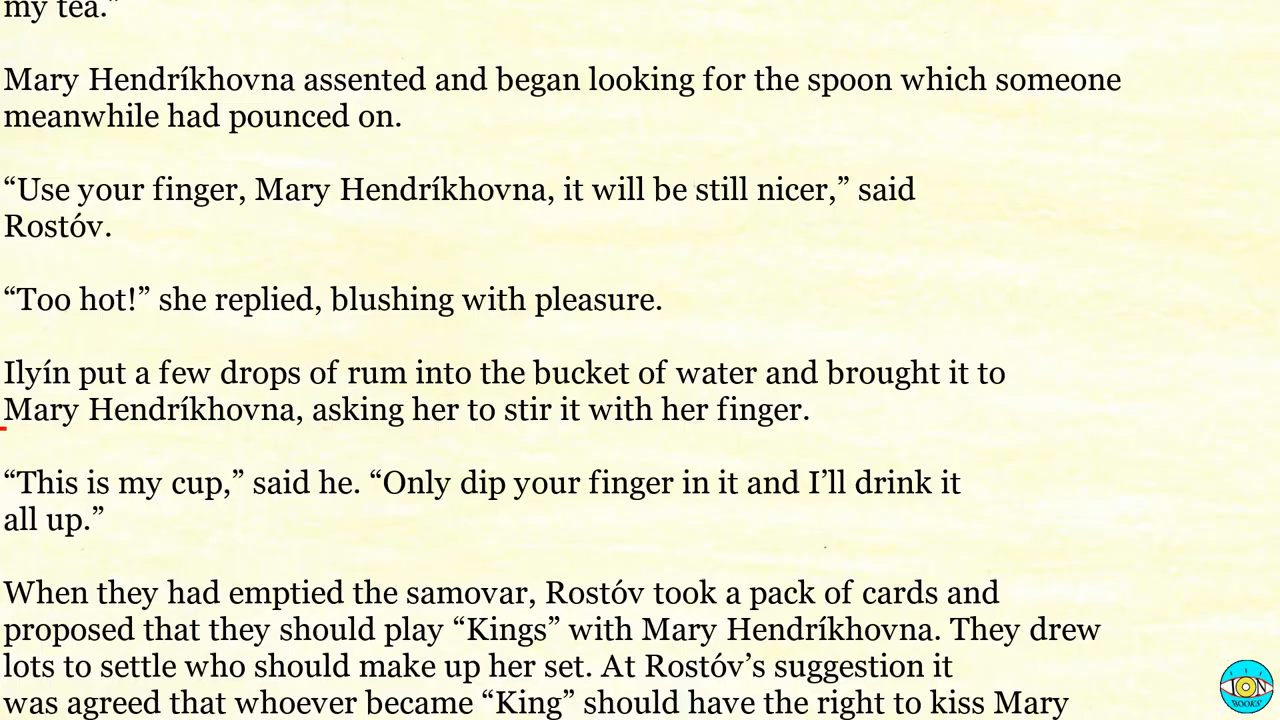 my tea.”
Mary Hendríkhovna assented and began looking for the spoon which someone
meanwhile had pounced on.
“Use your finger, Mary Hendríkhovna, it will be still nicer,” said
Rostóv.
“Too hot!” she replied, blushing with pleasure.
Ilyín put a few drops of rum into the bucket of water and brought it to
Mary Hendríkhovna, asking her to stir it with her finger.
“This is my cup,” said he. “Only dip your finger in it and I’ll drink it
all up.”
When they had emptied the samovar, Rostóv took a pack of cards and
proposed that they should play “Kings” with Mary Hendríkhovna. They drew
lots to settle who should make up her set. At Rostóv’s suggestion it
was agreed that whoever became “King” should have the right to kiss Mary
ION
BOOKS